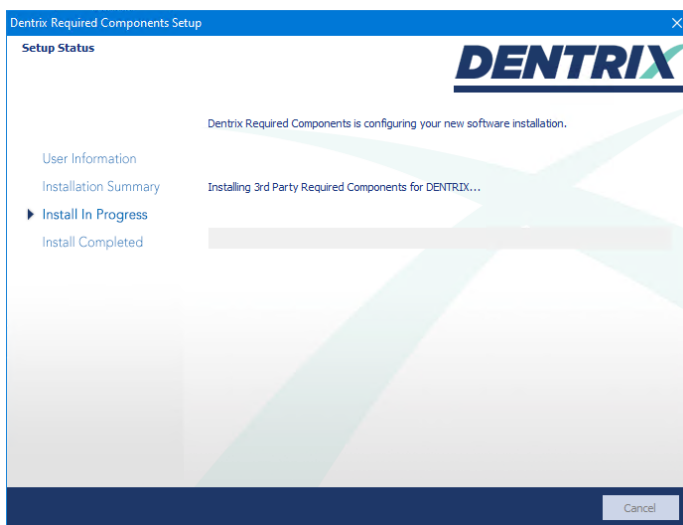 Dentrix Required Components Setup
Setup Status
DENTRIX
Dentrix Required Components is configuring your new software installation.
User Information
Installation Summary
Installing 3rd Party Required Components for DENTRIX...
Install In Progress
Install Completed
Cancel